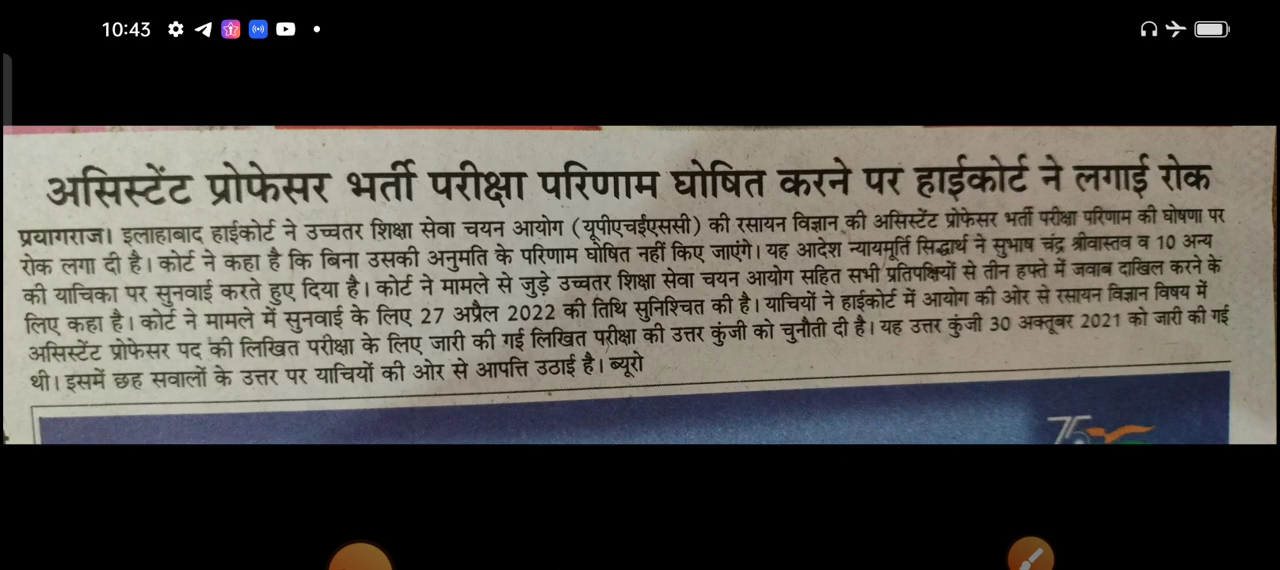 10:43
असिस्टेंट प्रोफेसर भर्ती परीक्षा परिणाम घोषित करने पर हाईकोर्ट ने लगाई रोक
प्रयागराज। इलाहाबाद हाईकोर्ट ने उच्चतर शिक्षा सेवा चयन आयोग (यूपीएचईएससी) की रसायन विज्ञान की असिस्टेंट प्रोफेसर भर्ती परीक्षा परिणाम की घोषणा पर
रोक लगा दी है। कोर्ट ने कहा है कि बिना उसकी अनुमति के परिणाम घोषित नहीं किए जाएंगे। यह आदेश न्यायमूर्ति सिद्धार्थ ने सुभाष चंद्र श्रीवास्तव व 10 अन्य
की याचिका पर सुनवाई करते हुए दिया है। कोर्ट ने मामले से जुड़े उच्चतर शिक्षा सेवा चयन आयोग सहित सभी प्रतिपक्षियों से तीन हफ्ते में जवाब दाखिल करने के
लिए कहा है। कोर्ट ने मामले में सुनवाई के लिए 27 अप्रैल 2022 की तिथि सुनिश्चित की है। याचियों ने हाईकोर्ट में आयोग की ओर से रसायन विज्ञान विषय में
असिस्टेंट प्रोफेसर पद की लिखित परीक्षा के लिए जारी की गई लिखित परीक्षा की उत्तर कुंजी को चुनौती दी है। यह उत्तर कुंजी 30 अक्तूबर 2021 को जारी की गई
थी। इसमें छह सवालों के उत्तर पर याचियों की ओर से आपत्ति उठाई है। ब्यूरो
75